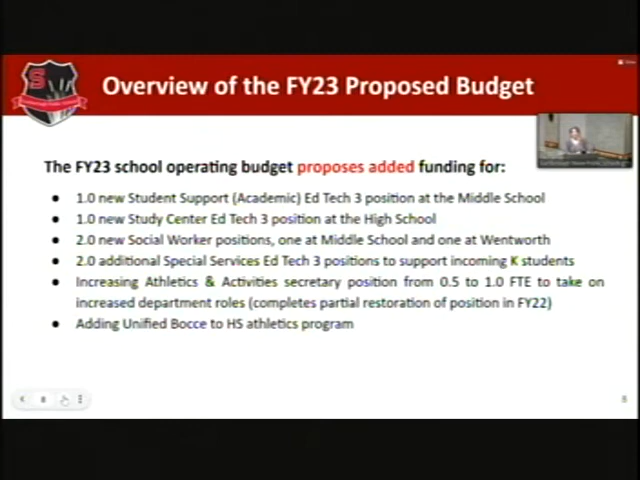 Overview of the FY23 Proposed Budget
S
The FY23 school operating budget proposes added funding for:
● 1.0 new Student Support (Academic) Ed Tech 3 position at the Middle School
● 1.0 new Study Center Ed Tech 3 position at the High School
● 2.0 new Social Worker positions, one at Middle School and one at Wentworth
● 2.0 additional Special Services Ed Tech 3 positions to support incoming K students
● Increasing Athletics & Activities secretary position from 0.5 to 1.0 FTE to take on
increased department roles (completes partial restoration of position in FY22)
● Adding Unified Bocce to HS athletics program
8
8